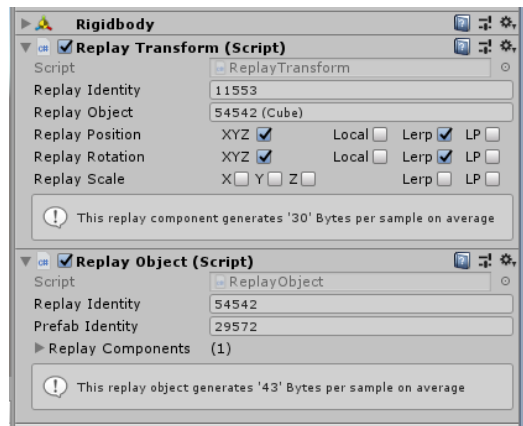 Rigidbody
Replay Transform (Script)
Script ReplayTransform
Replay Identity 11553
Replay Object 54542 (Cube)
Replay Position XYZ Local Lerp LP
Replay Rotation XYZ Local Lerp LP
Replay Scale X Y Z Lerp LP
This replay component generates '30' Bytes per sample on average
Replay Object (Script)
Script ReplayObject
Replay Identity 54542
Prefab Identity 29572
Replay Components (1)
This replay object generates '43' Bytes per sample on average